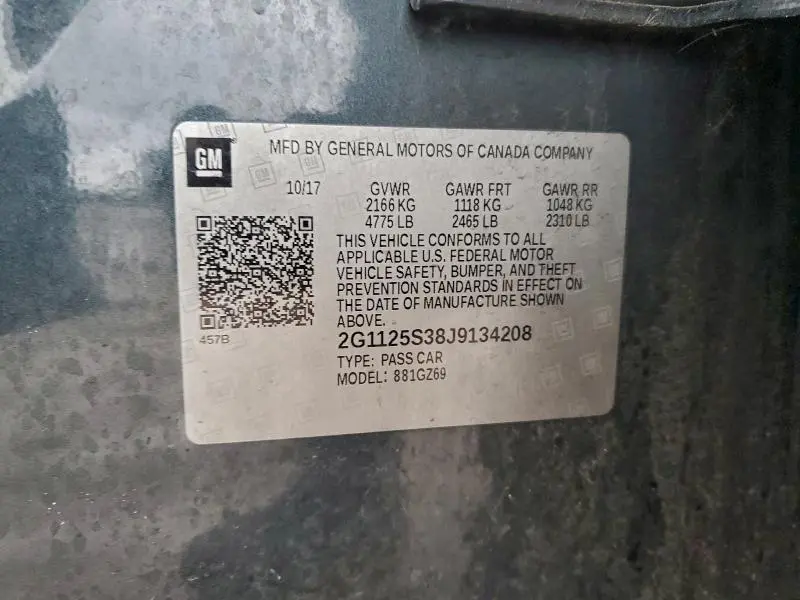 GM
MFD BY GENERAL MOTORS OF CANADA COMPANY
10/17 GVWR GAWR FRT GAWR RR
2166 KG 1118 KG 1048 KG
4775 LB 2465 LB 2310 LB
THIS VEHICLE CONFORMS TO ALL
APPLICABLE U.S. FEDERAL MOTOR
VEHICLE SAFETY, BUMPER, AND THEFT
PREVENTION STANDARDS IN EFFECT ON
THE DATE OF MANUFACTURE SHOWN
ABOVE.
457B
2G1125S38J9134208
TYPE: PASS CAR
MODEL: 881GZ69